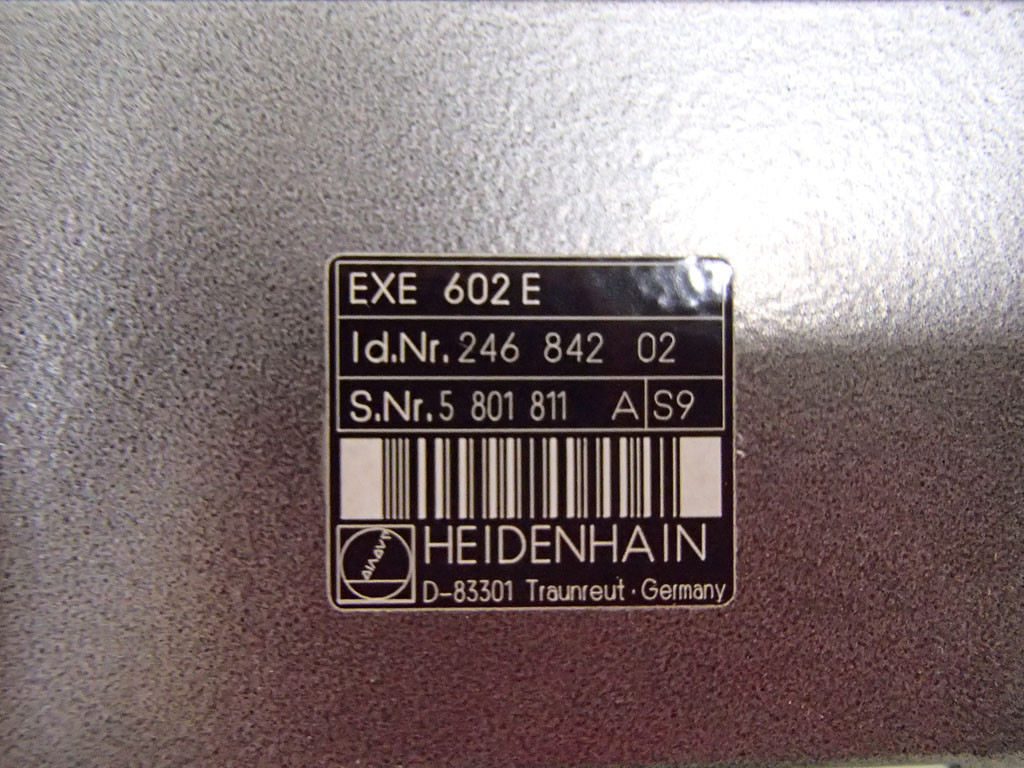 EXE 602 E
Id.Nr. 246 842 02
S.Nr. 5 801 811 A S9
HEIDENHAIN
D-83301 Traunreut · Germany